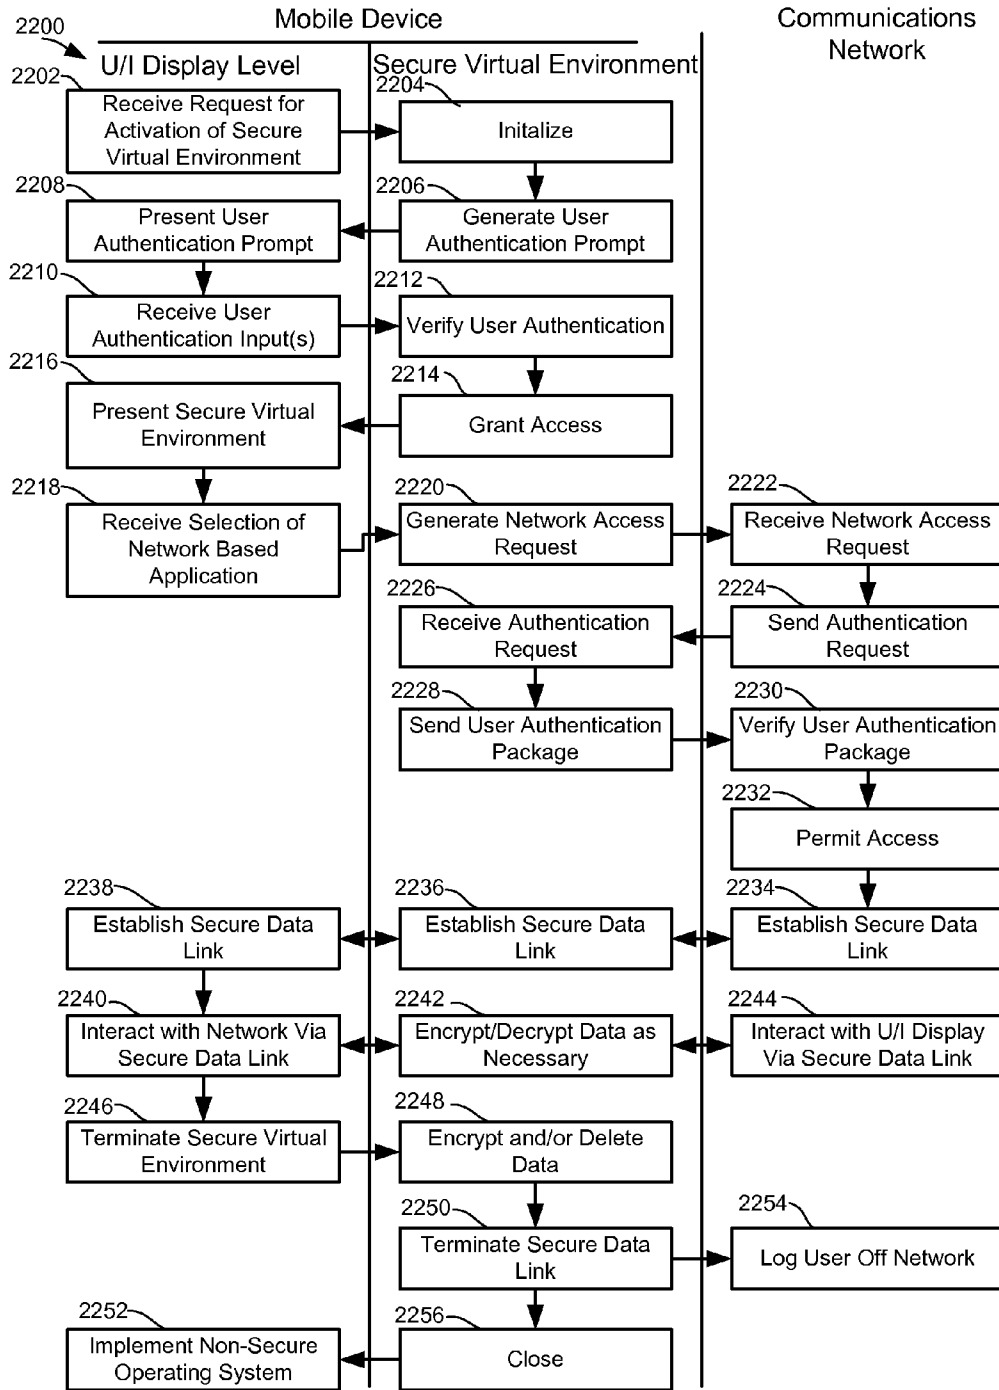 Mobile Device
Communications
Network
2200
U/I Display Level
Secure Virtual Environment
2202
Receive Request for
Activation of Secure
Virtual Environment
2204
Initalize
2208
Present User
Authentication Prompt
2206
Generate User
Authentication Prompt
2210
Receive User
Authentication Input(s)
2212
Verify User Authentication
2216
Present Secure Virtual
Environment
2214
Grant Access
2218
Receive Selection of
Network Based
Application
2220
Generate Network Access
Request
2222
Receive Network Access
Request
2226
Receive Authentication
Request
2224
Send Authentication
Request
2228
Send User Authentication
Package
2230
Verify User Authentication
Package
2232
Permit Access
2238
Establish Secure Data
Link
2236
Establish Secure Data
Link
2234
Establish Secure Data
Link
2240
Interact with Network Via
Secure Data Link
2242
Encrypt/Decrypt Data as
Necessary
2244
Interact with U/I Display
Via Secure Data Link
2246
Terminate Secure Virtual
Environment
2248
Encrypt and/or Delete
Data
2250
Terminate Secure Data
Link
2254
Log User Off Network
2252
Implement Non-Secure
Operating System
2256
Close